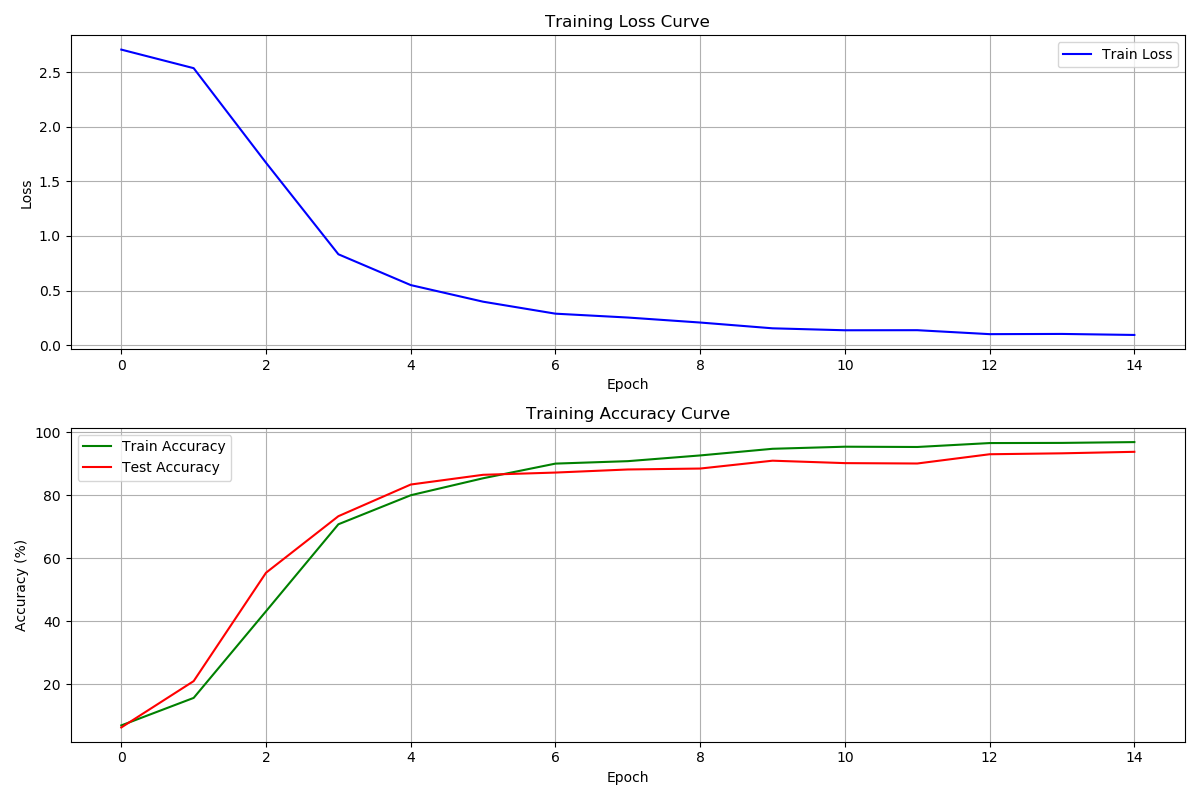 Training Loss Curve
Train Loss
2.5
2.0
1.5
1.0
0.5
0.0
Loss
0 2 4 6 8 10 12 14
Epoch
Training Accuracy Curve
Train Accuracy
Test Accuracy
100
80
60
40
20
Accuracy (%)
0 2 4 6 8 10 12 14
Epoch